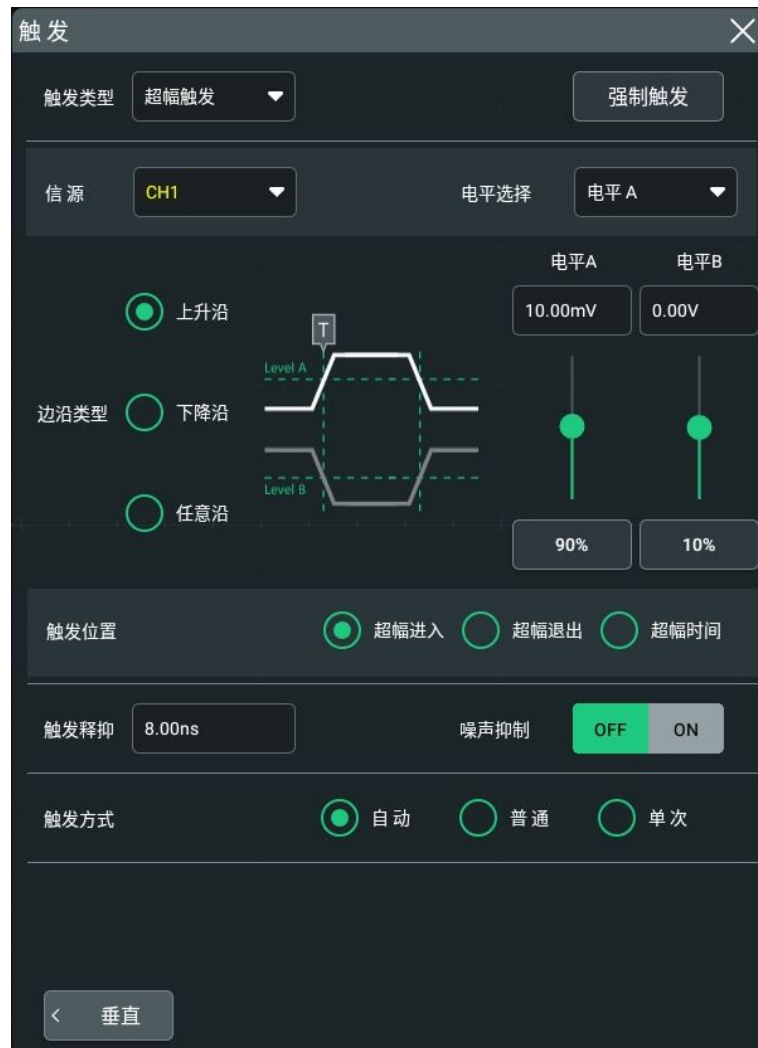 触发
触发类型 超幅触发 强制触发
信源 CH1 电平选择 电平 A
电平A 电平B
上升沿 10.00mV 0.00V
T
Level A
边沿类型 下降沿
Level B
任意沿
90% 10%
触发位置 超幅进入 超幅退出 超幅时间
触发释抑 8.00ns 噪声抑制 OFF ON
触发方式 自动 普通 单次
< 垂直